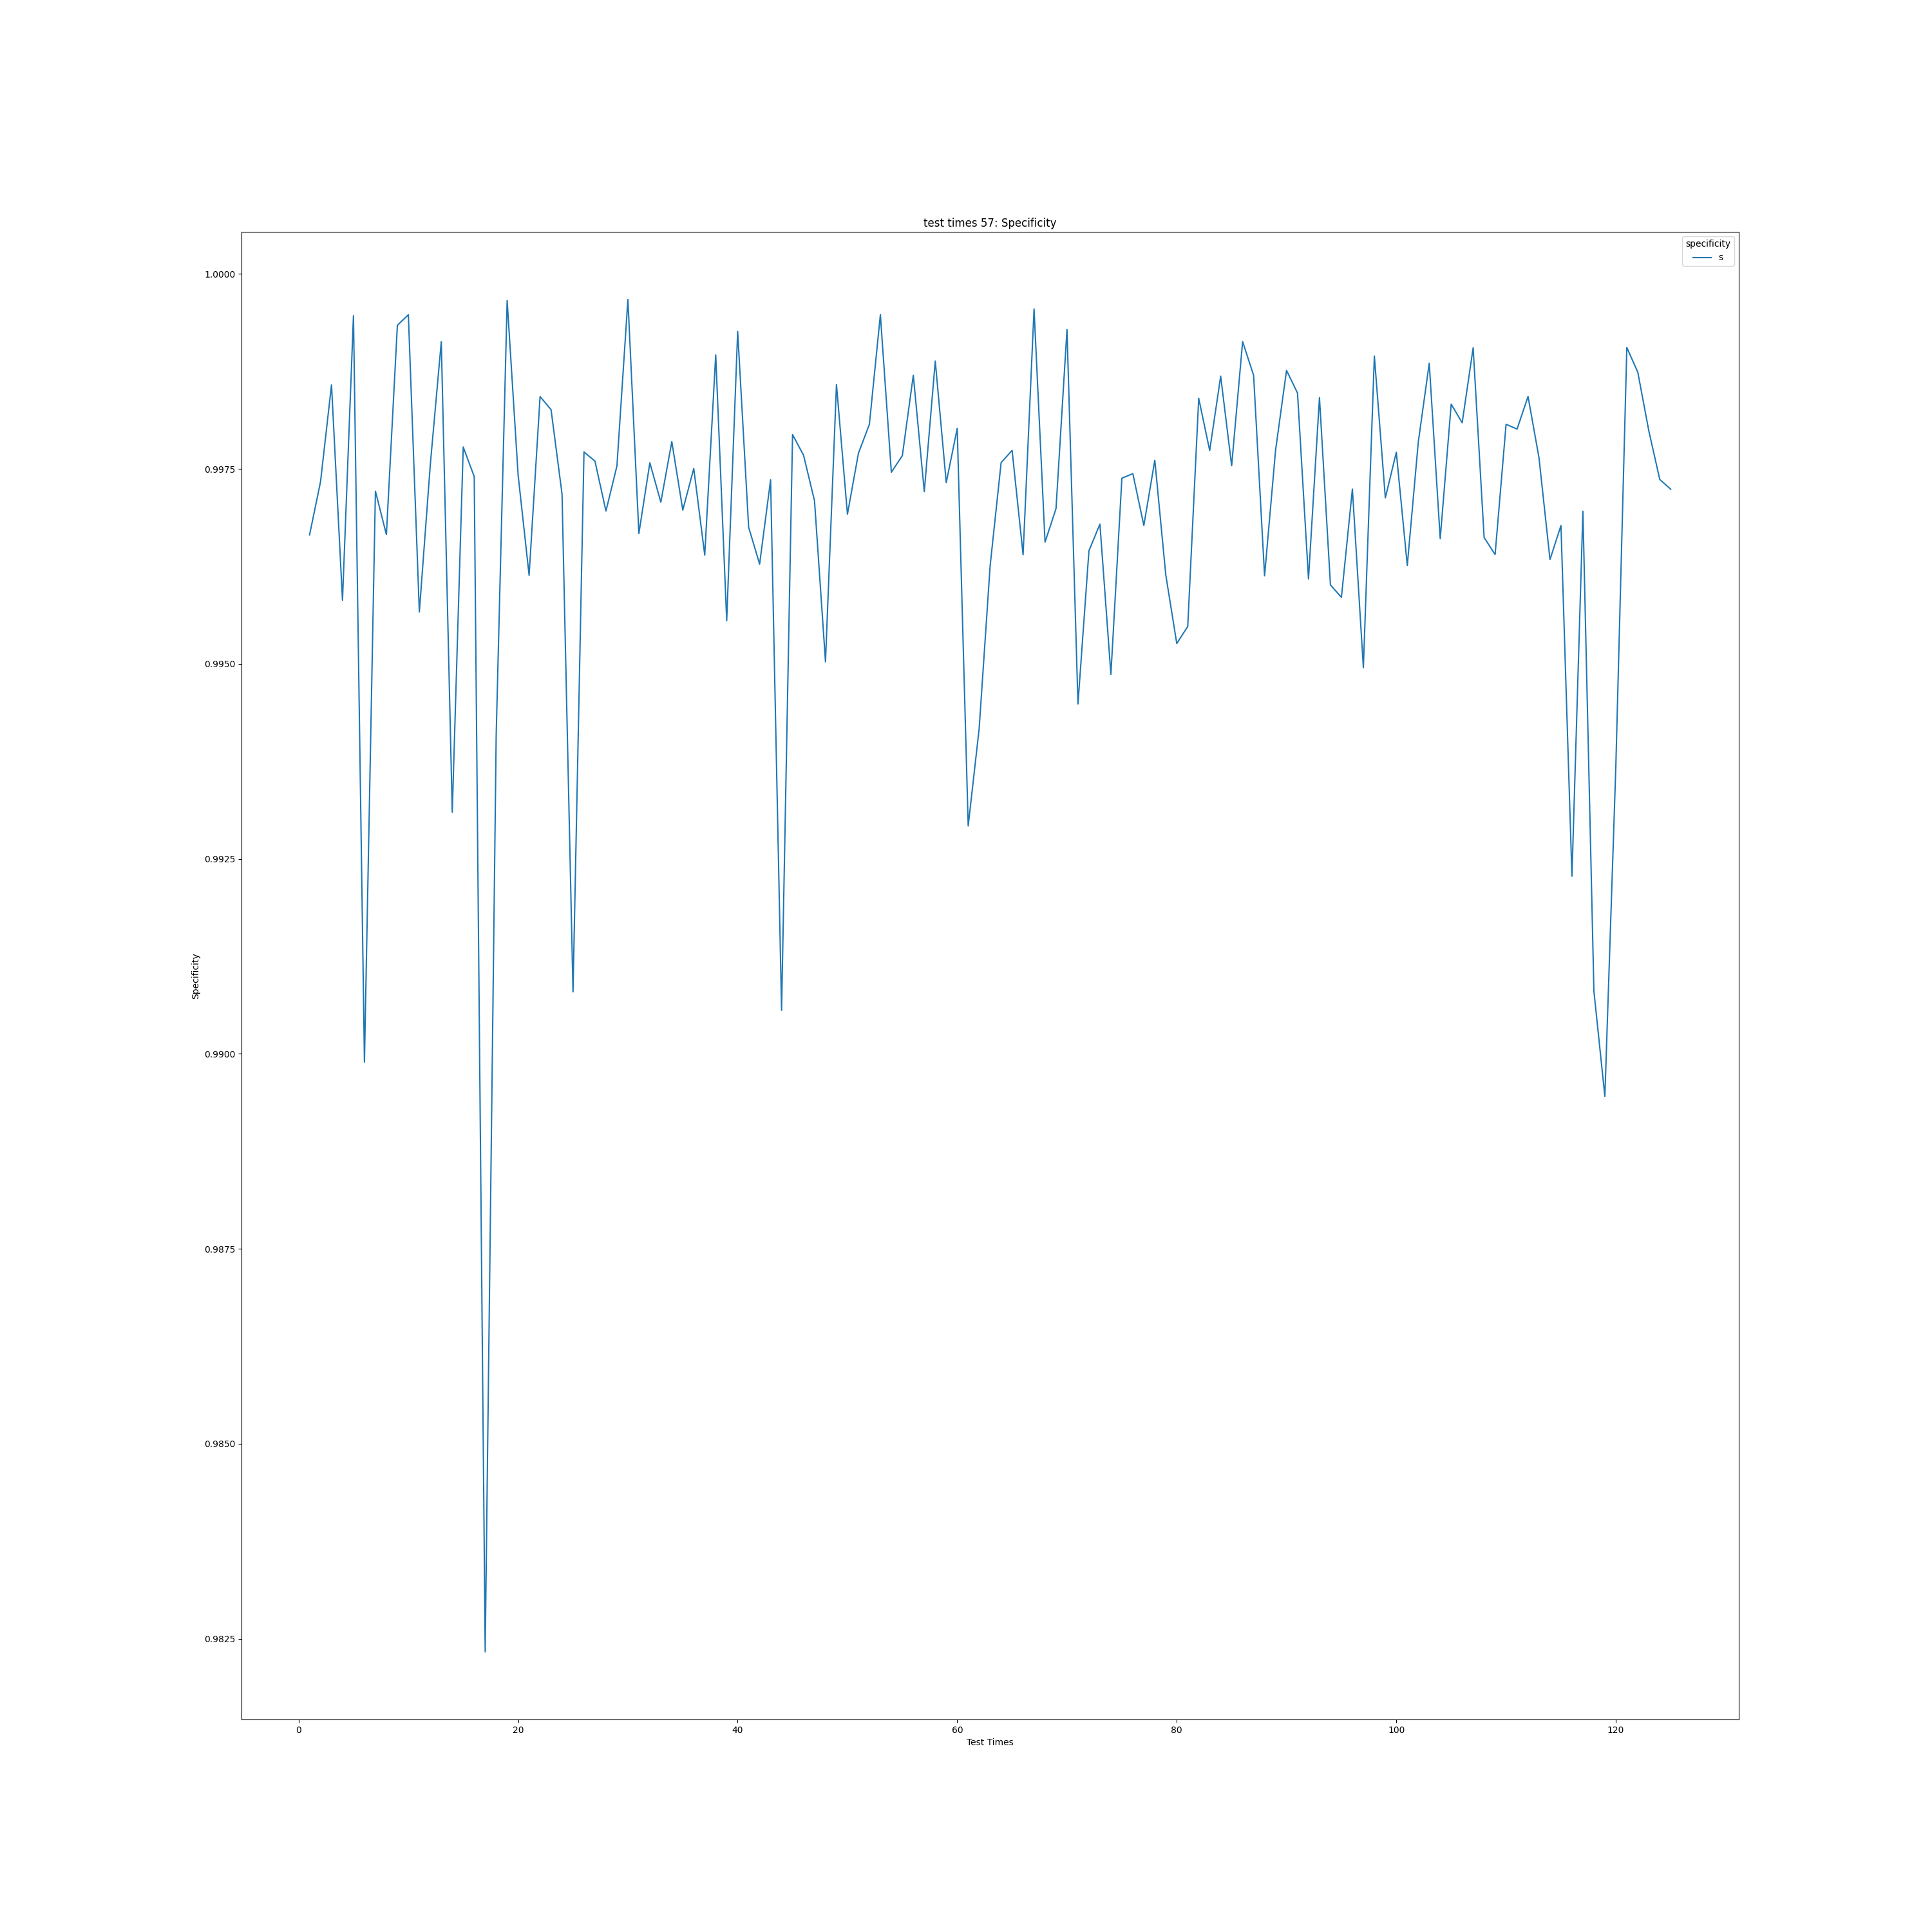 test times 57: Specificity
specificity
s
1.0000
0.9975
0.9950
0.9925
0.9900
0.9875
0.9850
0.9825
Specificity
0 20 40 60 80 100 120
Test Times